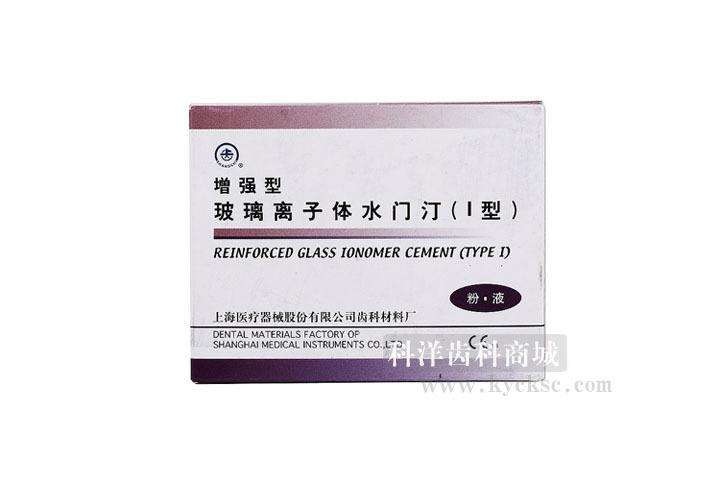 增强型
玻璃离子体水门汀(I型)
REINFORCED GLASS IONOMER CEMENT (TYPE I)
粉·液
上海医疗器械股份有限公司齿科材料厂
DENTAL MATERIALS FACTORY OF
SHANGHAI MEDICAL INSTRUMENTS CO.,LTD.
CE
科洋齿科商城
www.kycksc.com